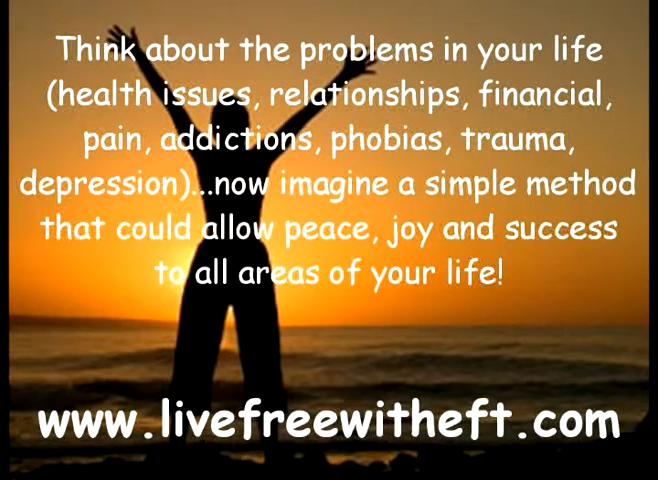 Think about the problems in your life
(health issues, relationships, financial,
pain, addictions, phobias, trauma,
depression)...now imagine a simple method
that could allow peace, joy and success
to all areas of your life!
www.livefreewitheft.com